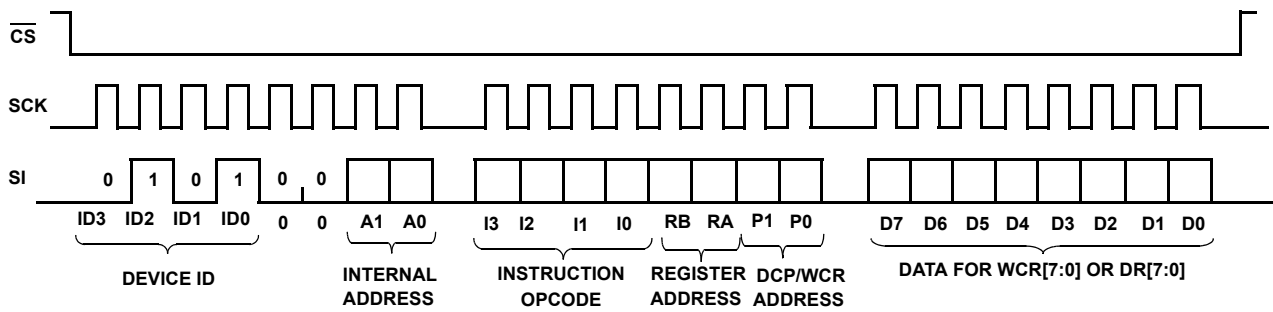 CS
SCK
SI
0 1 0 1 0 0
ID3 ID2 ID1 ID0 0 0 A1 A0 I3 I2 I1 I0 RB RA P1 P0 D7 D6 D5 D4 D3 D2 D1 D0
DEVICE ID
INTERNAL
ADDRESS
INSTRUCTION
OPCODE
REGISTER
ADDRESS
DCP/WCR
ADDRESS
DATA FOR WCR[7:0] OR DR[7:0]